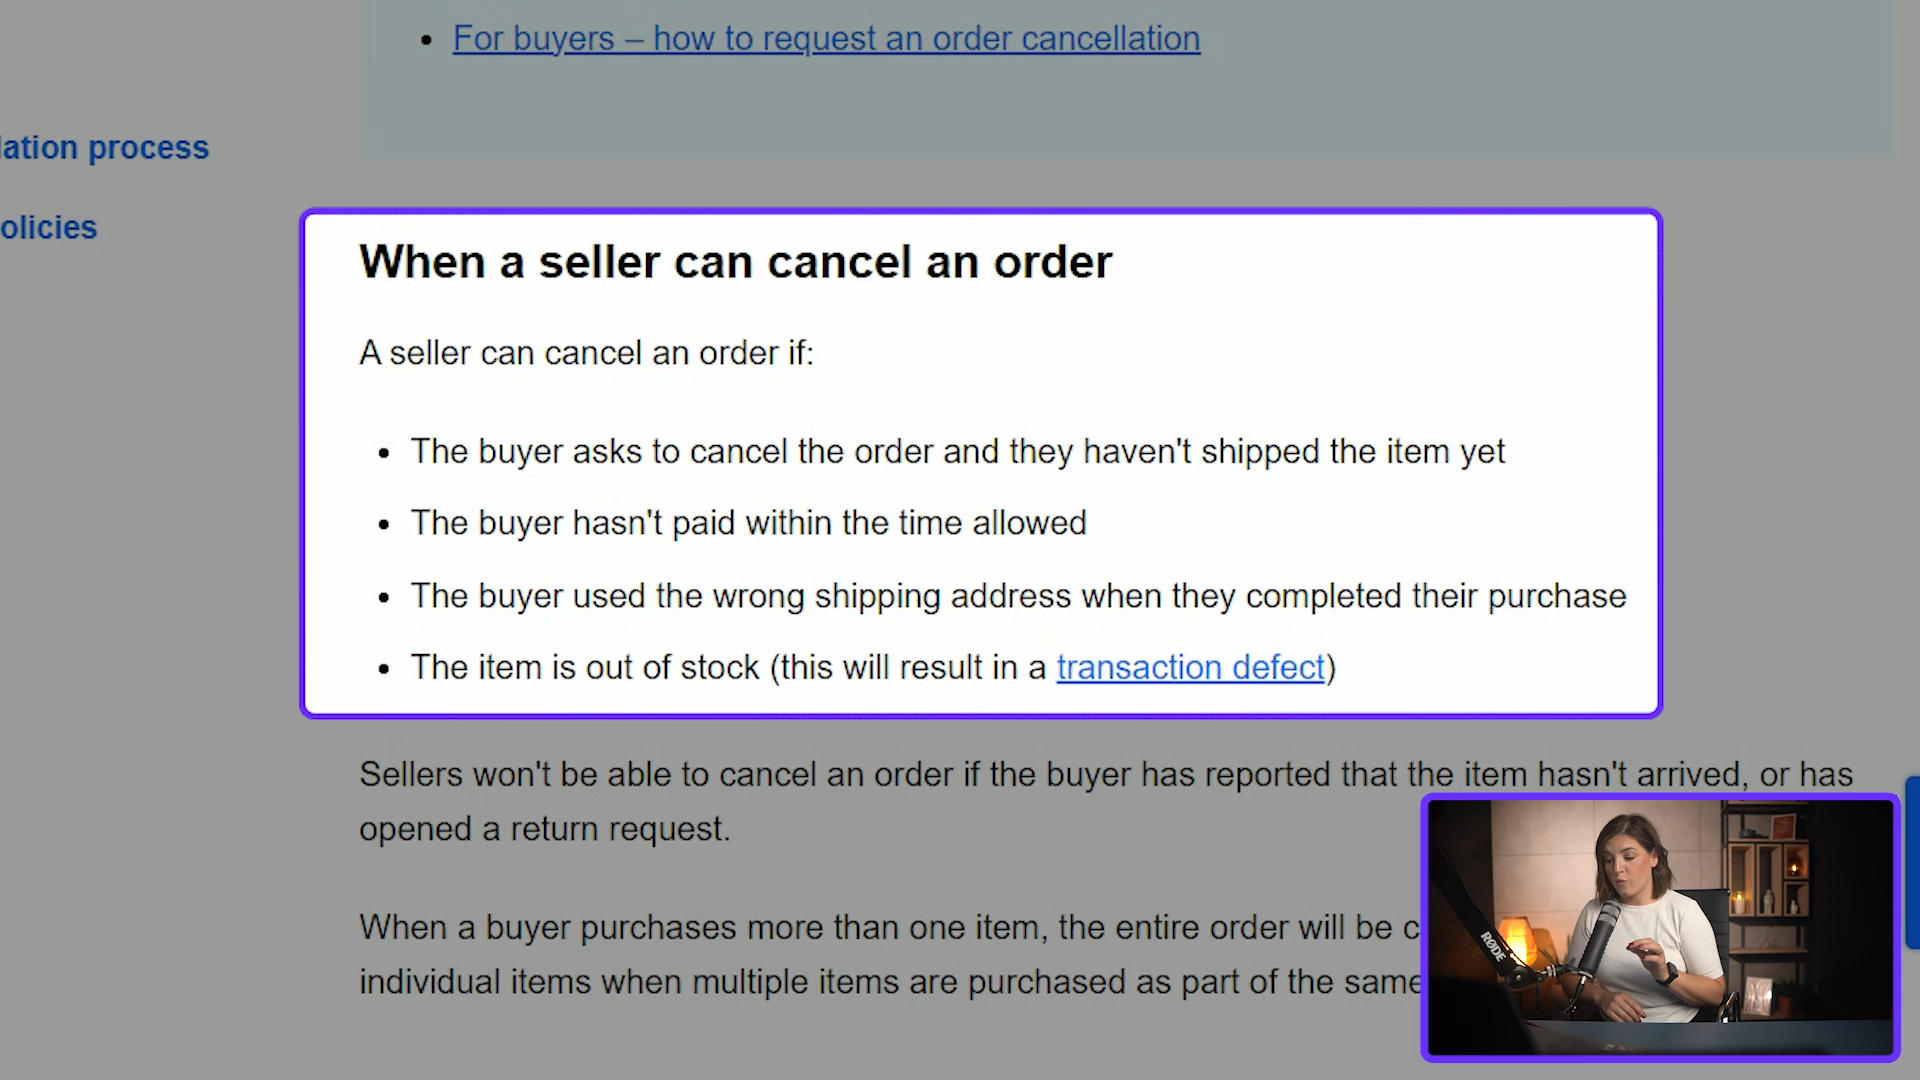 For buyers – how to request an order cancellation
lation process
olicies
When a seller can cancel an order
A seller can cancel an order if:
The buyer asks to cancel the order and they haven't shipped the item yet
The buyer hasn't paid within the time allowed
The buyer used the wrong shipping address when they completed their purchase
The item is out of stock (this will result in a transaction defect)
Sellers won't be able to cancel an order if the buyer has reported that the item hasn't arrived, or has
opened a return request.
When a buyer purchases more than one item, the entire order will be c
individual items when multiple items are purchased as part of the same
RØDE